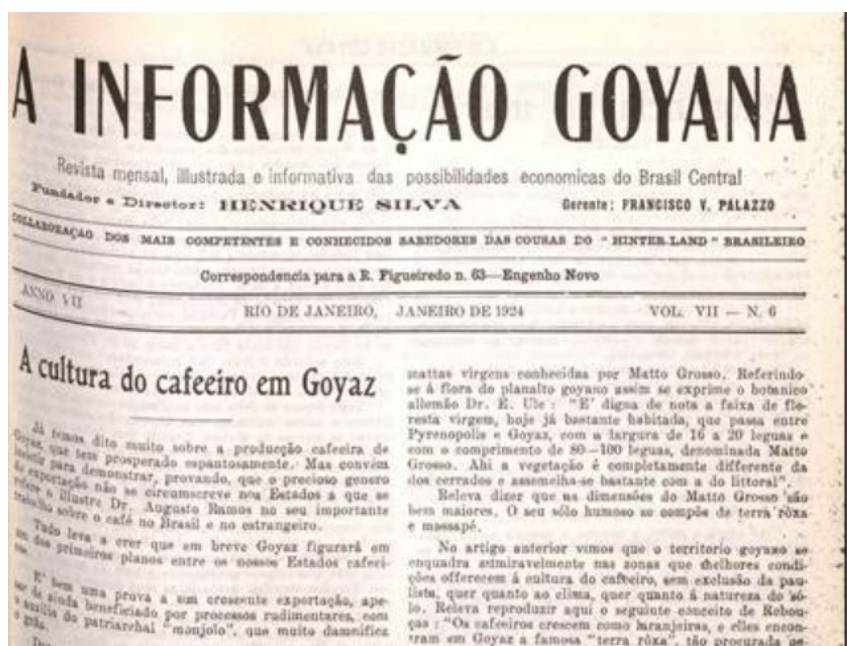 A INFORMAÇÃO GOYANA
Revista mensal, illustrada e informativa das possibilidades economicas do Brasil Central
Fundador e Director: HENRIQUE SILVA Gerente: FRANCISCO V. PALAZZO
COLLABORAÇÃO DOS MAIS COMPETENTES E CONHECIDOS SABEDORES DAS COUSAS DO "HINTER-LAND" BRASILEIRO
Correspondencia para a R. Figueiredo n. 63—Engenho Novo
ANNO VII RIO DE JANEIRO, JANEIRO DE 1924 VOL. VII — N. 6
A cultura do cafeeiro em Goyaz
Já temos dito muito sobre a producção cafeeira de
Goyaz, que tem prosperado espantosamente. Mas convém
insistir para demonstrar, provando, que o precioso genero
de exportação não se circumscreve nos Estados a que se
refere o illustre Dr. Augusto Ramos no seu importante
trabalho sobre o café no Brasil e no estrangeiro.
Tudo leva a crer que em breve Goyaz figurará em
um dos primeiros planos entre os nossos Estados cafeei-
E' bem uma prova a sua crescente exportação, ape-
sar de ainda beneficiado por processos rudimentares, com
o auxilio do patriarchal "monjolo", que muito damnifica
o grão.
mattas virgens conhecidas por Matto Grosso. Referindo-
se á flora do planalto goyano assim se exprime o botanico
allemão Dr. E. Ule : "E' digna de nota a faixa de flo-
resta virgem, hoje já bastante habitada, que passa entre
Pyrenopolis e Goyaz, com a largura de 16 a 20 leguas e
com o comprimento de 80—100 leguas, denominada Matto
Grosso. Ahi a vegetação é completamente differente da
dos cerrados e assemelha-se bastante com a do littoral".
Releva dizer que as dimensões do Matto Grosso são
bem maiores. O seu sólo humoso se compõe de terra rôxa
e massapé.
No artigo anterior vimos que o territorio goyano se
enquadra admiravelmente nas zonas que melhores condi-
ções offerecem á cultura do cafeeiro, sem exclusão da pau-
lista, quer quanto ao clima, quer quanto á natureza do só-
lo. Releva reproduzir aqui o seguinte conceito de Rebou-
ças : "Os cafeeiros crescem como laranjeiras, e elles encon-
tram em Goyaz a famosa "terra rôxa", tão procurada pe-